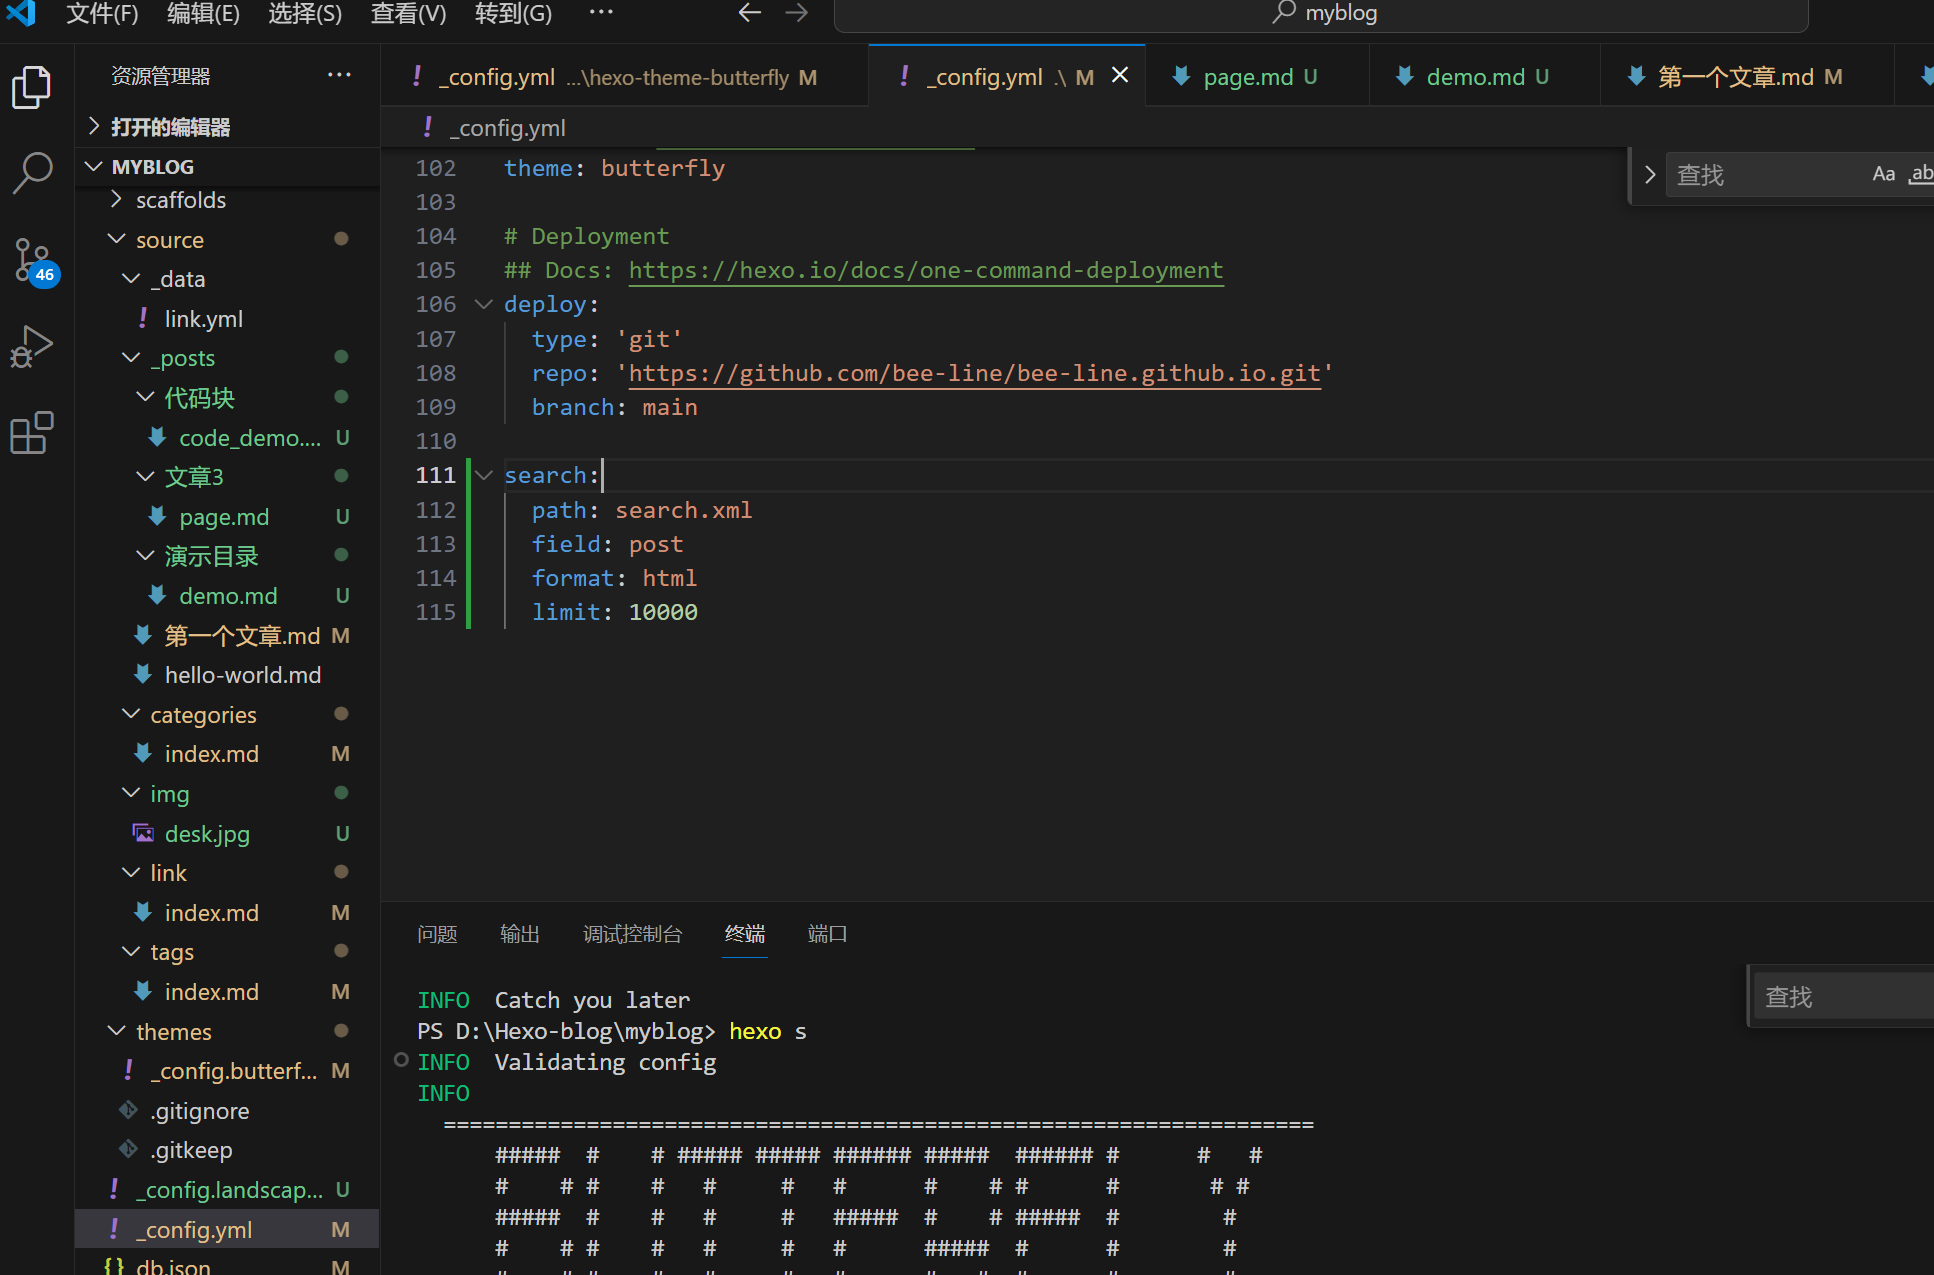 文件(F) 编辑(E) 选择(S) 查看(V) 转到(G) ··· myblog
资源管理器 ···
打开的编辑器
MYBLOG
scaffolds
source
_data
! link.yml
_posts
代码块
code_demo.... U
文章3
page.md U
演示目录
demo.md U
第一个文章.md M
hello-world.md
categories
index.md M
img
desk.jpg U
link
index.md M
tags
index.md M
themes
! _config.butterf... M
.gitignore
.gitkeep
! _config.landscap... U
! _config.yml M
{} db.json M
46
! _config.yml ...\hexo-theme-butterfly M
! _config.yml .\ M
page.md U
demo.md U
第一个文章.md M
! _config.yml
查找 Aa ab
102 theme: butterfly
103
104 # Deployment
105 ## Docs: https://hexo.io/docs/one-command-deployment
106 deploy:
107 type: 'git'
108 repo: 'https://github.com/bee-line/bee-line.github.io.git'
109 branch: main
110
111 search:
112 path: search.xml
113 field: post
114 format: html
115 limit: 10000
问题 输出 调试控制台 终端 端口
查找
INFO Catch you later
PS D:\Hexo-blog\myblog> hexo s
INFO Validating config
INFO
===================================================================
##### #    # ##### ##### ###### #####  ###### #      #   #
#    # #    #   #     #   #      #    # #      #       # #
##### #    #   #     #   #####  #    # #####  #        #
#    # #    #   #     #   #      #####  #      #        #